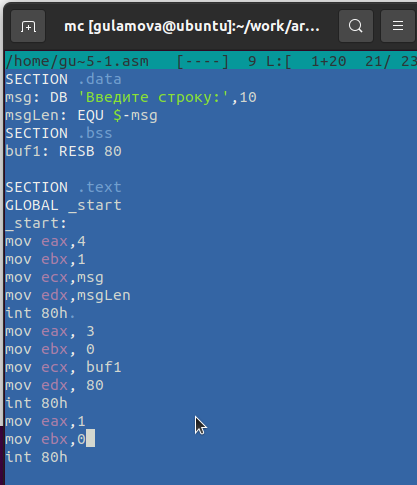 mc [gulamova@ubuntu]:~/work/ar...
/home/gu~5-1.asm   [----]  9 L:[  1+20  21/ 23
SECTION .data
msg: DB 'Введите строку:',10
msgLen: EQU $-msg
SECTION .bss
buf1: RESB 80
SECTION .text
GLOBAL _start
_start:
mov eax,4
mov ebx,1
mov ecx,msg
mov edx,msgLen
int 80h.
mov eax, 3
mov ebx, 0
mov ecx, buf1
mov edx, 80
int 80h
mov eax,1
mov ebx,0
int 80h